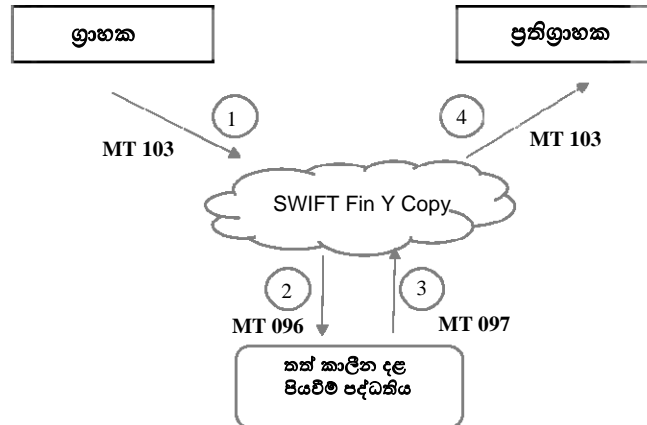 ග්‍රාහක
ප්‍රතිග්‍රාහක
1
4
MT 103
MT 103
SWIFT Fin Y Copy
2
3
MT 096
MT 097
තත් කාලීන දළ
පියවීම් පද්ධතිය